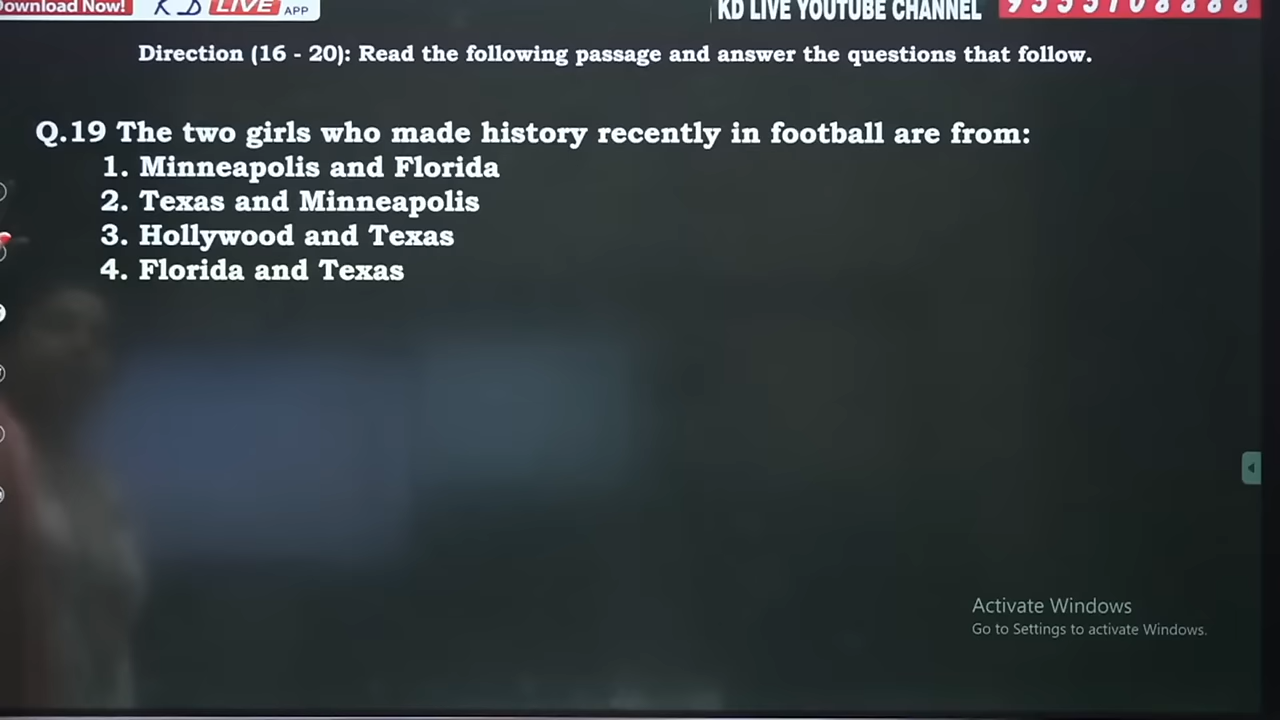 Download Now!
KD LIVE APP
KD LIVE YOUTUBE CHANNEL
Direction (16 - 20): Read the following passage and answer the questions that follow.
Q.19 The two girls who made history recently in football are from:
1. Minneapolis and Florida
2. Texas and Minneapolis
3. Hollywood and Texas
4. Florida and Texas
Activate Windows
Go to Settings to activate Windows.